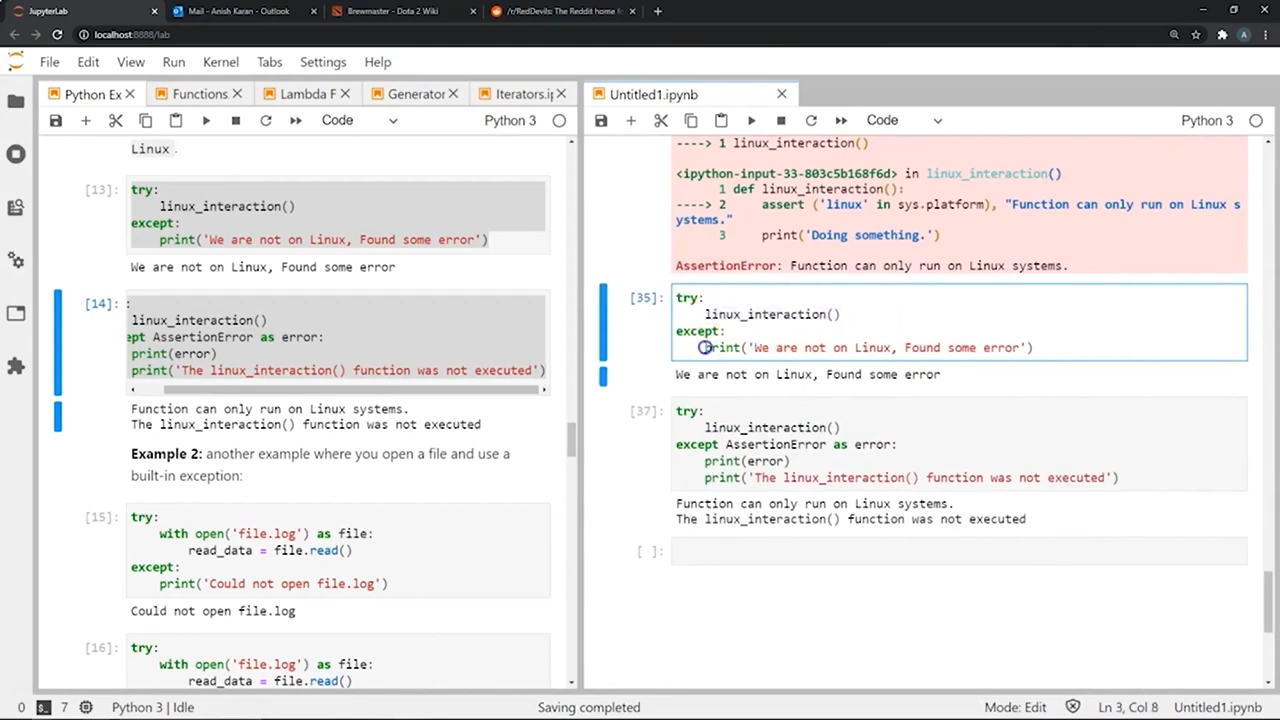 JupyterLab
Mail - Anish Karan - Outlook
Brewmaster - Dota 2 Wiki
/r/RedDevils: The Reddit home f
localhost:8888/lab
A
File Edit View Run Kernel Tabs Settings Help
Python Ex
Functions.
Lambda F
Generator
Iterators.ip
Untitled1.ipynb
Code
Python 3
Code
Python 3
Linux .
[13]:
try:
linux_interaction()
except:
print('We are not on Linux, Found some error')
We are not on Linux, Found some error
[14]:
:
linux_interaction()
ept AssertionError as error:
print(error)
print('The linux_interaction() function was not executed')
Function can only run on Linux systems.
The linux_interaction() function was not executed
Example 2: another example where you open a file and use a
built-in exception:
[15]:
try:
with open('file.log') as file:
read_data = file.read()
except:
print('Could not open file.log')
Could not open file.log
[16]:
try:
with open('file.log') as file:
read_data = file.read()
----> 1 linux_interaction()
<ipython-input-33-803c5b168f6d> in linux_interaction()
1 def linux_interaction():
----> 2 assert ('linux' in sys.platform), "Function can only run on Linux s
ystems."
3 print('Doing something.')
AssertionError: Function can only run on Linux systems.
[35]:
try:
linux_interaction()
except:
print('We are not on Linux, Found some error')
We are not on Linux, Found some error
[37]:
try:
linux_interaction()
except AssertionError as error:
print(error)
print('The linux_interaction() function was not executed')
Function can only run on Linux systems.
The linux_interaction() function was not executed
[ ]:
0 7 Python 3 | Idle
Saving completed
Mode: Edit
Ln 3, Col 8
Untitled1.ipynb